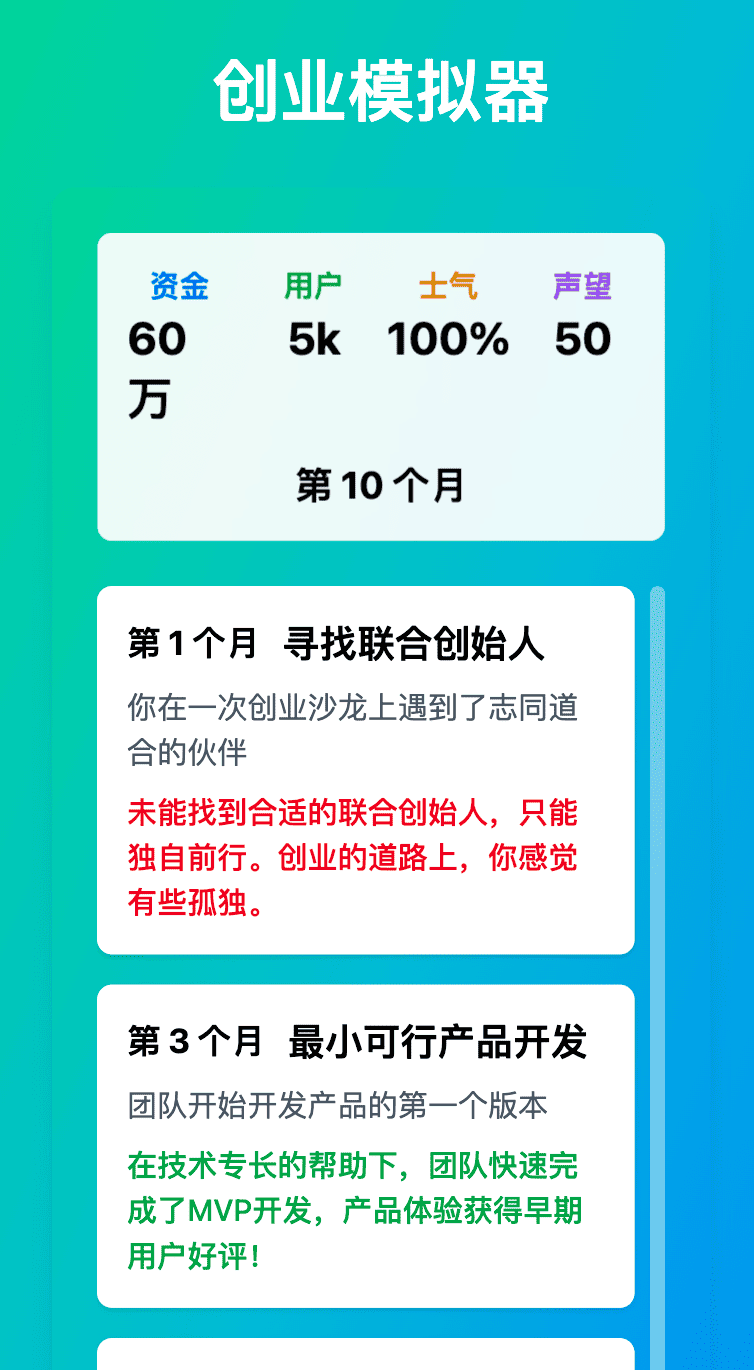 创业模拟器
资金 用户 士气 声望
60 5k 100% 50
万
第 10 个月
第 1 个月 寻找联合创始人
你在一次创业沙龙上遇到了志同道
合的伙伴
未能找到合适的联合创始人，只能
独自前行。创业的道路上，你感觉
有些孤独。
第 3 个月 最小可行产品开发
团队开始开发产品的第一个版本
在技术专长的帮助下，团队快速完
成了MVP开发，产品体验获得早期
用户好评！